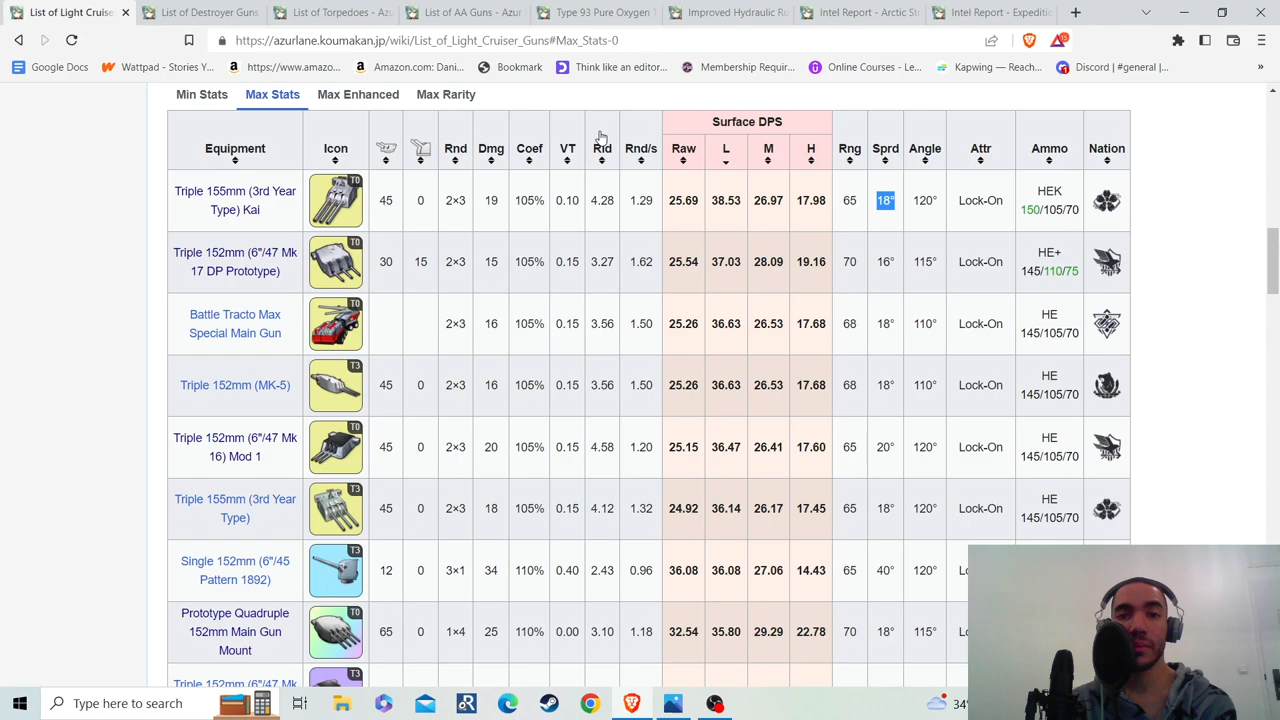 List of Light Cruise
List of Destroyer Guns
List of Torpedoes - Azu
List of AA Guns - Azur
Type 93 Pure Oxygen T
Improved Hydraulic Ru
Intel Report - Arctic St
Intel Report - Expediti
https://azurlane.koumakan.jp/wiki/List_of_Light_Cruiser_Guns#Max_Stats-0
Google Docs
Wattpad - Stories Y...
https://www.amazo...
Amazon.com: Dan...
Bookmark
Think like an editor...
Membership Requir...
Online Courses - Le...
Kapwing — Reach...
Discord | #general |...
»
Min Stats
Max Stats
Max Enhanced
Max Rarity
Surface DPS
Equipment Icon Rnd Dmg Coef VT Rld Rnd/s Raw L M H Rng Sprd Angle Attr Ammo Nation
Triple 155mm (3rd Year
Type) Kai
T0
45 2×3 19 105% 0.10 4.28 1.29 25.69 38.53 26.97 17.98 65 18° 120° Lock-On
HEK
150/105/70
Triple 152mm (6"/47 Mk
17 DP Prototype)
T0
30 15 2×3 15 105% 0.15 3.27 1.62 25.54 37.03 28.09 19.16 70 16° 115° Lock-On
HE+
145/110/75
Battle Tracto Max
Special Main Gun
T0
2×3 16 105% 0.15 3.56 1.50 25.26 36.63 26.53 17.68 68 18° 110° Lock-On
HE
145/105/70
Triple 152mm (MK-5)
T3
45 0 2×3 16 105% 0.15 3.56 1.50 25.26 36.63 26.53 17.68 68 18° 110° Lock-On
HE
145/105/70
Triple 152mm (6"/47 Mk
16) Mod 1
T0
45 0 2×3 20 105% 0.15 4.58 1.20 25.15 36.47 26.41 17.60 65 20° 120° Lock-On
HE
145/105/70
Triple 155mm (3rd Year
Type)
T3
45 0 2×3 18 105% 0.15 4.12 1.32 24.92 36.14 26.17 17.45 65 18° 120° Lock-On
HE
145/105/70
Single 152mm (6"/45
Pattern 1892)
T3
12 0 3×1 34 110% 0.40 2.43 0.96 36.08 36.08 27.06 14.43 65 40° 120°
Prototype Quadruple
152mm Main Gun
Mount
T0
65 0 1×4 25 110% 0.00 3.10 1.18 32.54 35.80 29.29 22.78 70 18° 115°
Triple 152mm (6"/47 Mk
T3
Type here to search
34°